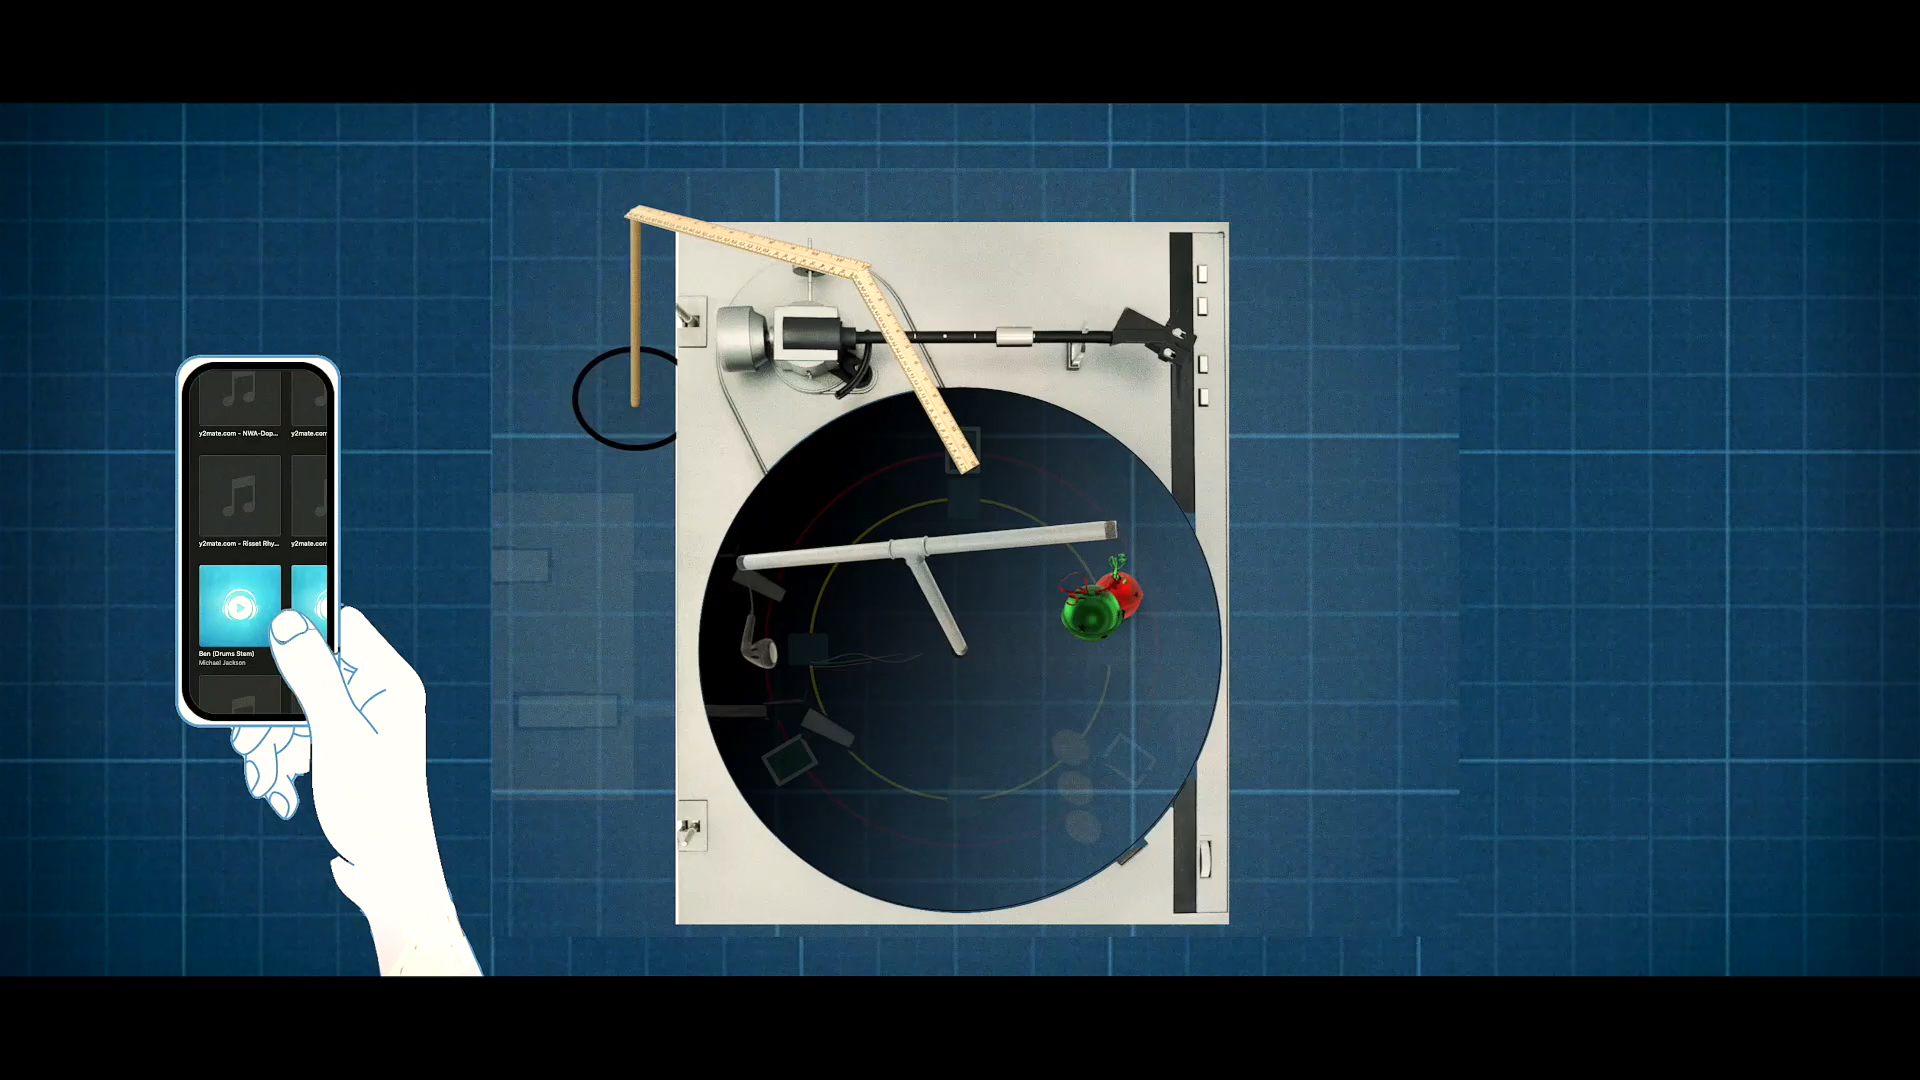 y2mate.com - NWA-Dop...
y2mate.com
y2mate.com - Risset Rhy...
y2mate.com
Ben (Drums Stem)
Michael Jackson